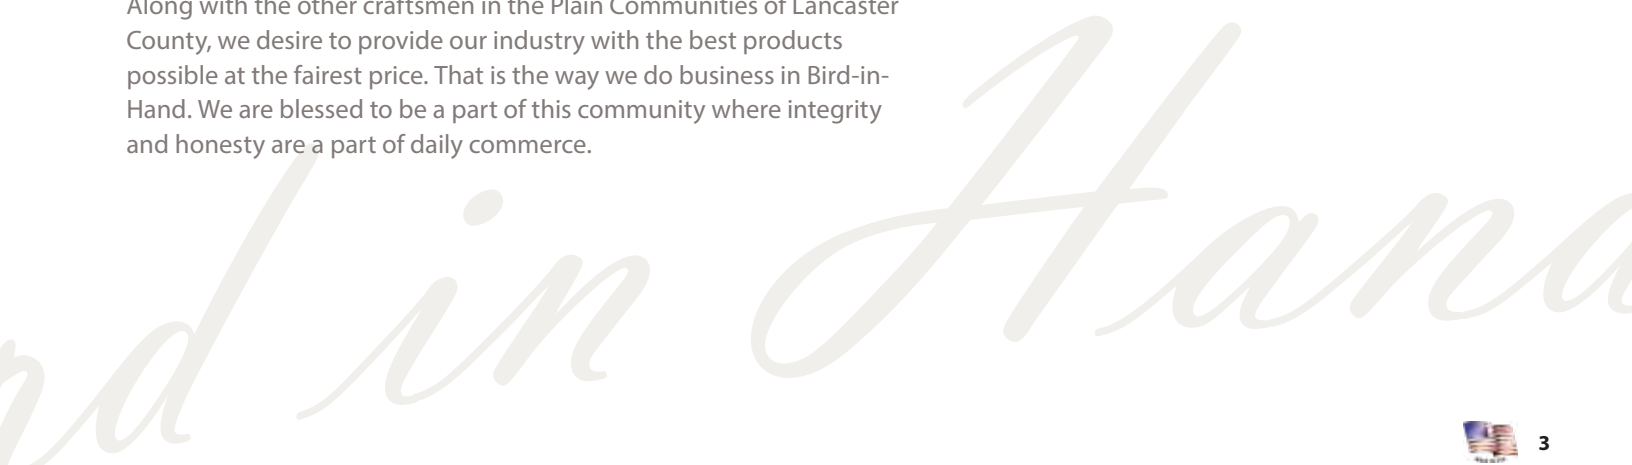 Along with the other craftsmen in the Plain Communities of Lancaster
County, we desire to provide our industry with the best products
possible at the fairest price. That is the way we do business in Bird-in-
Hand. We are blessed to be a part of this community where integrity
and honesty are a part of daily commerce.
in Hand
3